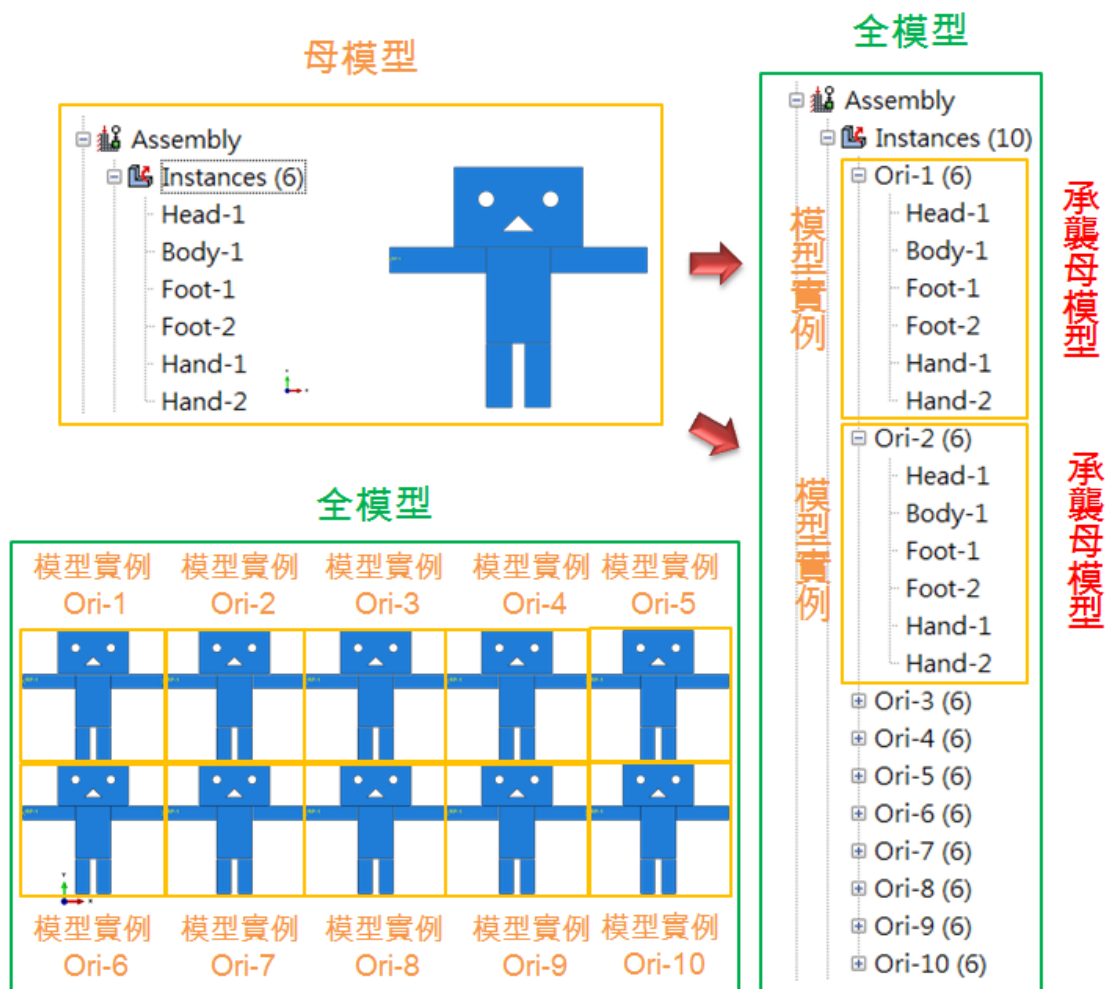 母模型
Assembly
Instances (6)
Head-1
Body-1
Foot-1
Foot-2
Hand-1
Hand-2
全模型
Assembly
Instances (10)
Ori-1 (6)
Head-1
Body-1
Foot-1
Foot-2
Hand-1
Hand-2
模型實例
承襲母模型
Ori-2 (6)
Head-1
Body-1
Foot-1
Foot-2
Hand-1
Hand-2
模型實例
承襲母模型
Ori-3 (6)
Ori-4 (6)
Ori-5 (6)
Ori-6 (6)
Ori-7 (6)
Ori-8 (6)
Ori-9 (6)
Ori-10 (6)
全模型
模型實例 模型實例 模型實例 模型實例 模型實例
Ori-1 Ori-2 Ori-3 Ori-4 Ori-5
模型實例 模型實例 模型實例 模型實例 模型實例
Ori-6 Ori-7 Ori-8 Ori-9 Ori-10